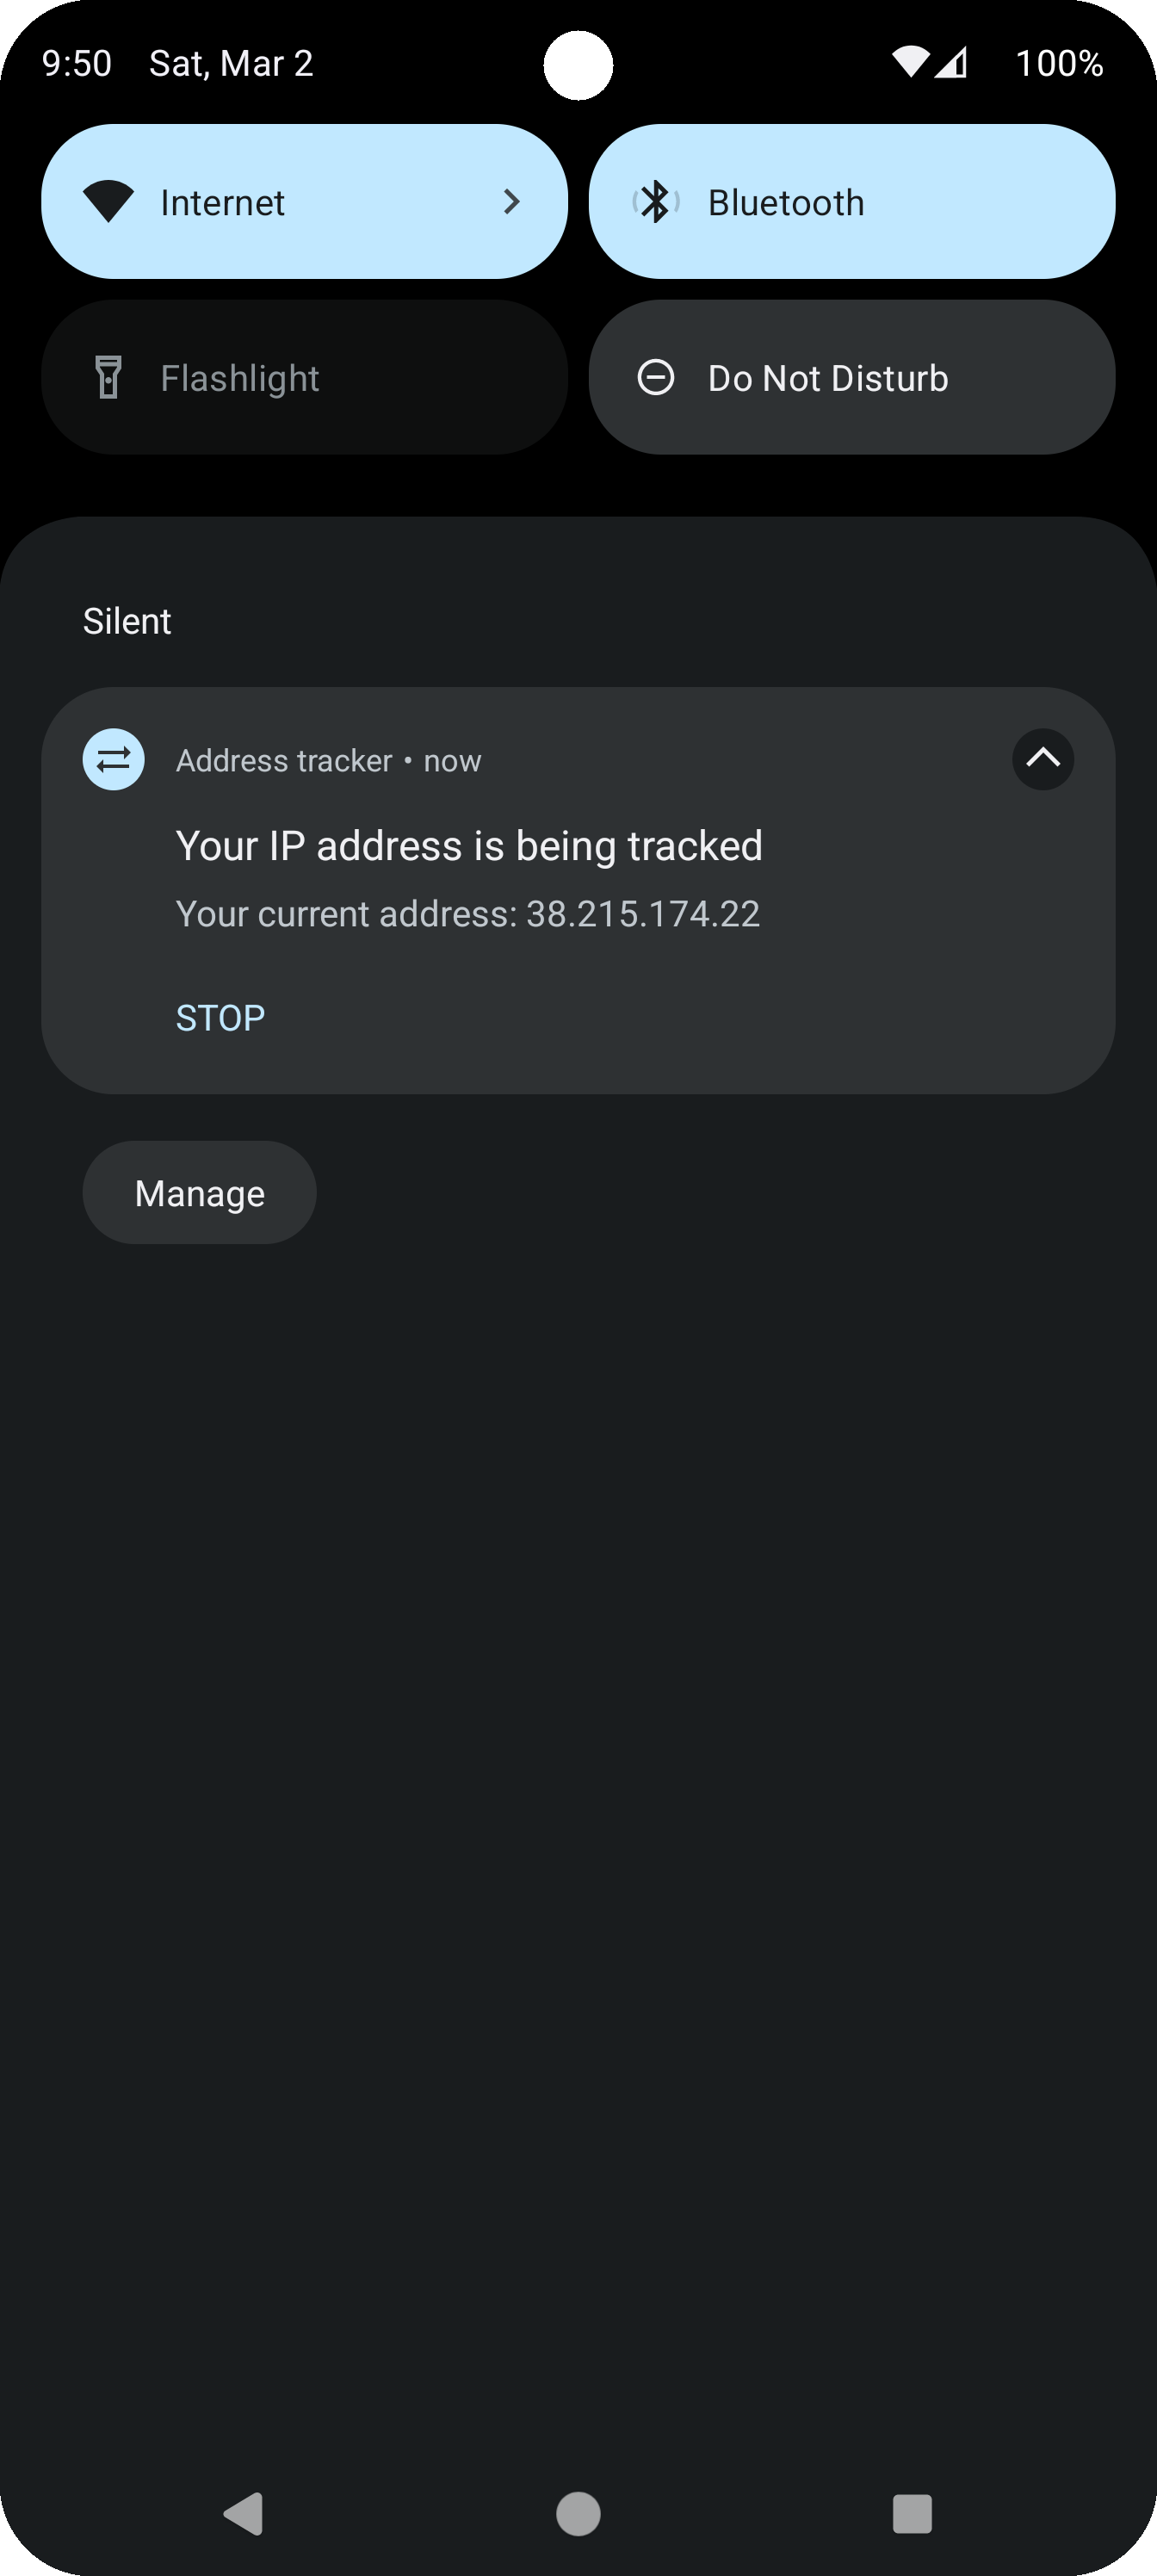 9:50 Sat, Mar 2 100%
Internet Bluetooth
Flashlight Do Not Disturb
Silent
Address tracker • now
Your IP address is being tracked
Your current address: 38.215.174.22
STOP
Manage